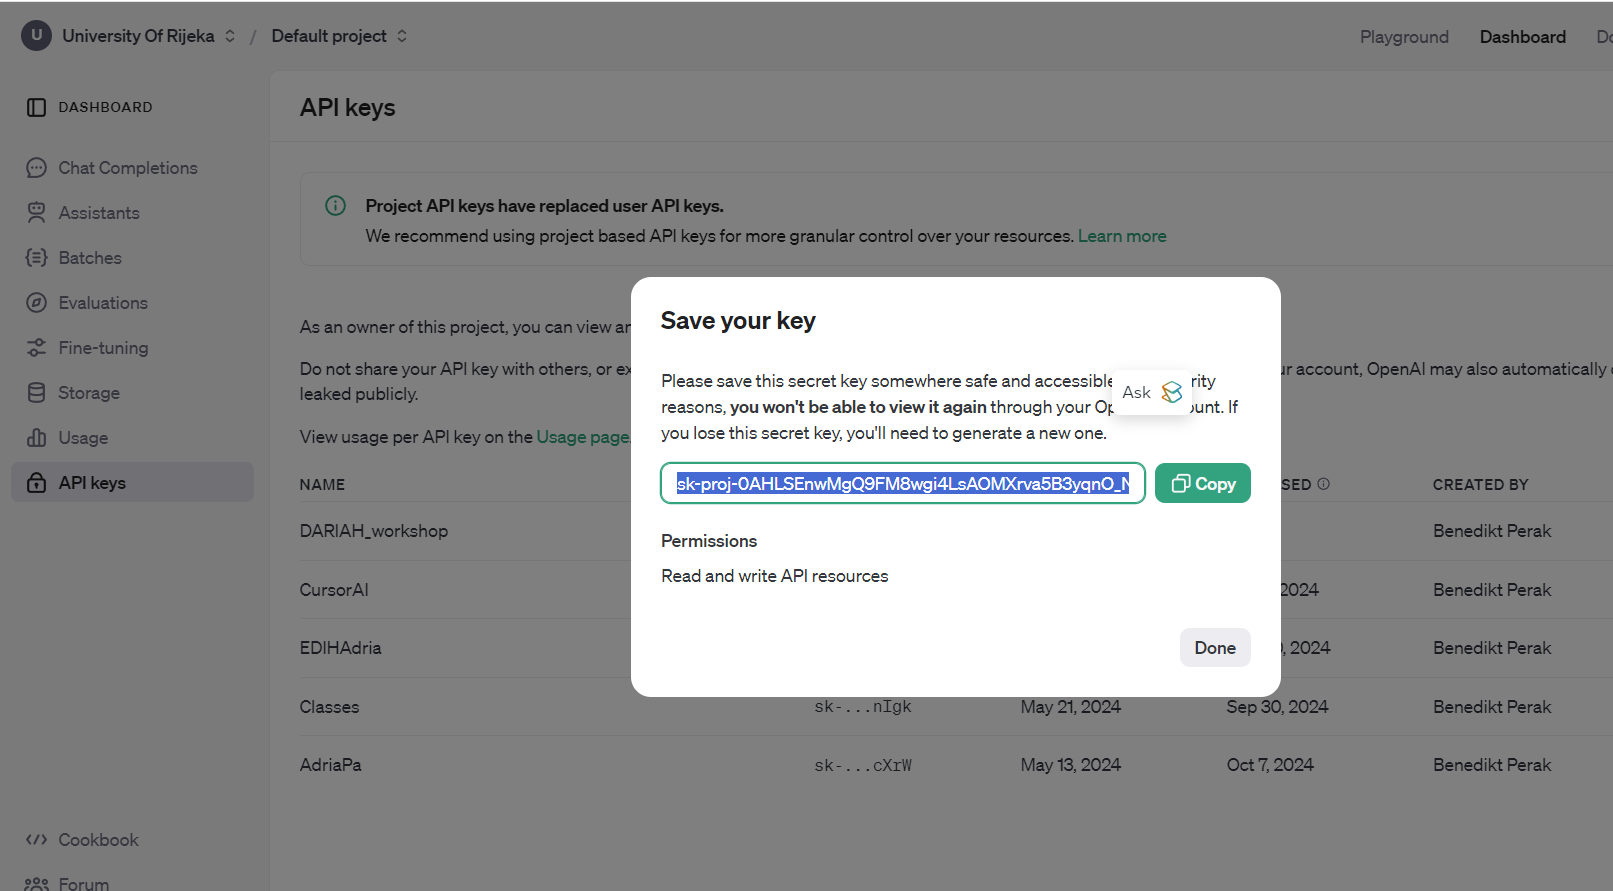 U University Of Rijeka / Default project
Playground Dashboard
DASHBOARD
Chat Completions
Assistants
Batches
Evaluations
Fine-tuning
Storage
Usage
API keys
Cookbook
Forum
API keys
Project API keys have replaced user API keys.
We recommend using project based API keys for more granular control over your resources. Learn more
As an owner of this project, you can view
Do not share your API key with others, or account, OpenAI may also automatically
leaked publicly.
View usage per API key on the Usage page.
NAME CREATED BY
DARIAH_workshop Benedikt Perak
CursorAI 2024 Benedikt Perak
EDIHAdria 2024 Benedikt Perak
Classes sk-...nIgk May 21, 2024 Sep 30, 2024 Benedikt Perak
AdriaPa sk-...cXrW May 13, 2024 Oct 7, 2024 Benedikt Perak
Save your key
Please save this secret key somewhere safe and accessible
reasons, you won't be able to view it again through your If
you lose this secret key, you'll need to generate a new one.
Ask
sk-proj-0AHLSEnwMgQ9FM8wgi4LsAOMXrva5B3yqnO_
Copy
Permissions
Read and write API resources
Done